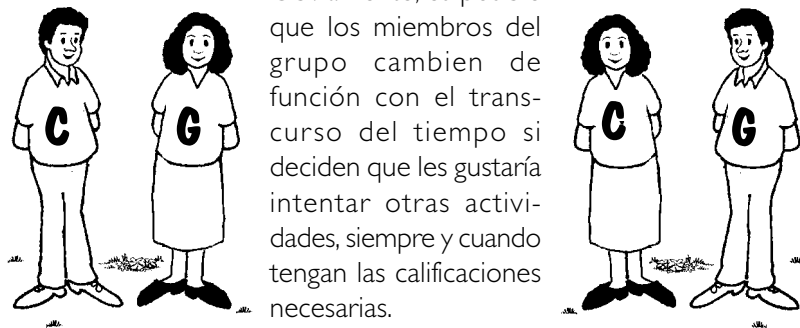 C G
que los miembros del
grupo cambien de
función con el trans-
curso del tiempo si
deciden que les gustaría
intentar otras activi-
dades, siempre y cuando
tengan las calificaciones
necesarias.
C G